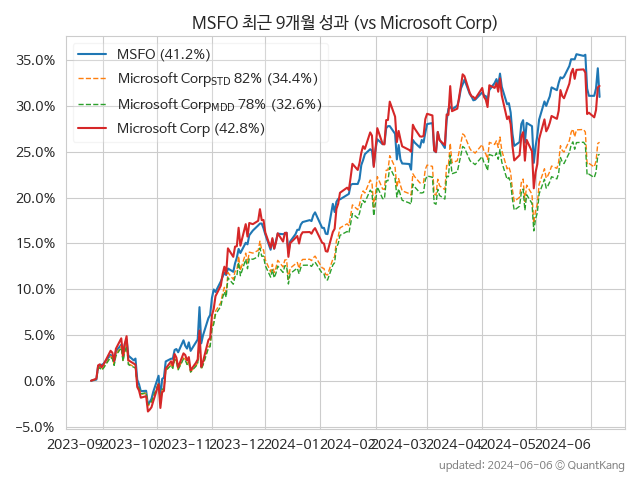 MSFO 최근 9개월 성과 (vs Microsoft Corp)
MSFO (41.2%)
Microsoft CorpSTD 82% (34.4%)
Microsoft CorpMDD 78% (32.6%)
Microsoft Corp (42.8%)
35.0%
30.0%
25.0%
20.0%
15.0%
10.0%
5.0%
0.0%
−5.0%
2023-09 2023-10 2023-11 2023-12 2024-01 2024-02 2024-03 2024-04 2024-05 2024-06
updated: 2024-06-06 © QuantKang